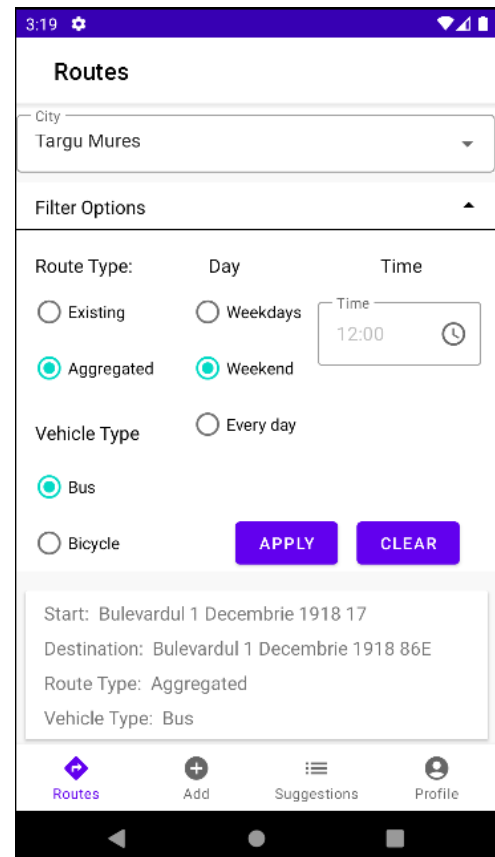 3:19
Routes
City
Targu Mures
Filter Options
Route Type: Day Time
Existing Weekdays Time
12:00
Aggregated Weekend
Vehicle Type Every day
Bus
Bicycle APPLY CLEAR
Start: Bulevardul 1 Decembrie 1918 17
Destination: Bulevardul 1 Decembrie 1918 86E
Route Type: Aggregated
Vehicle Type: Bus
Routes Add Suggestions Profile